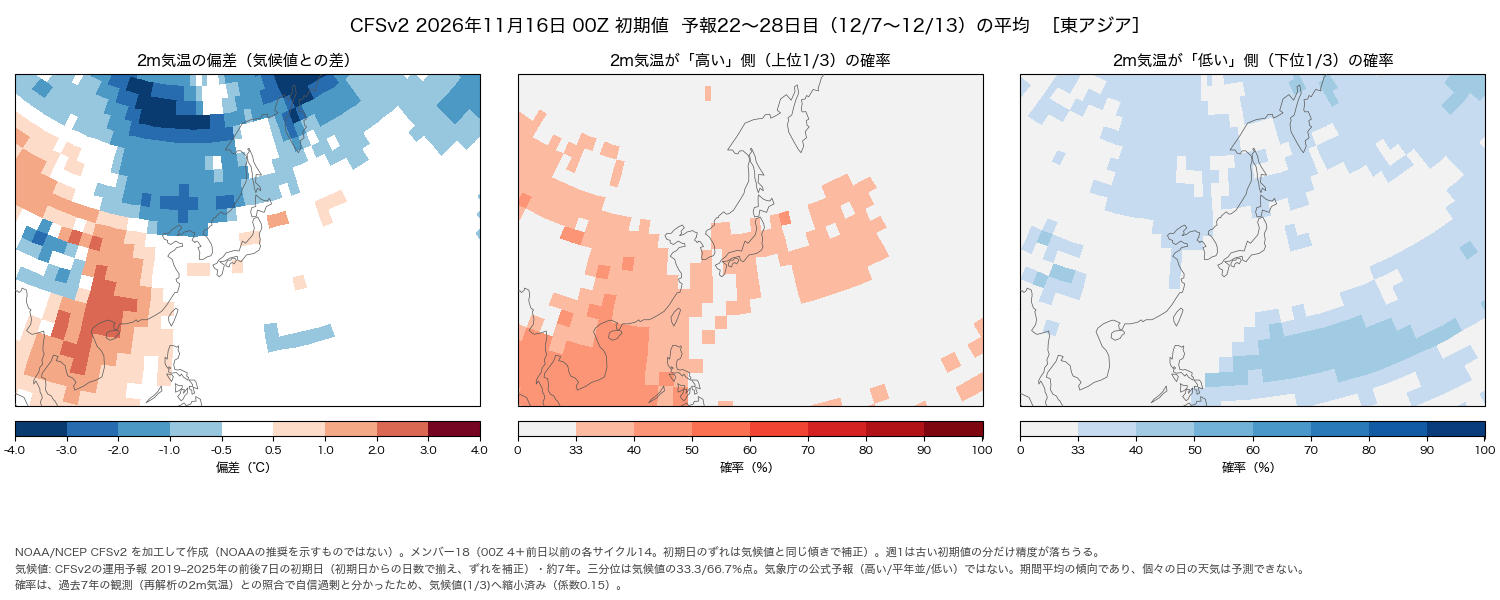 CFSv2 2026年11月16日 00Z 初期値 予報22～28日目（12/7～12/13）の平均 ［東アジア］
2m気温の偏差（気候値との差）
2m気温が「高い」側（上位1/3）の確率
2m気温が「低い」側（下位1/3）の確率
-4.0 -3.0 -2.0 -1.0 -0.5 0.5 1.0 2.0 3.0 4.0
偏差（℃）
0 33 40 50 60 70 80 90 100
確率（%）
0 33 40 50 60 70 80 90 100
確率（%）
NOAA/NCEP CFSv2 を加工して作成（NOAAの推奨を示すものではない）。メンバー18（00Z 4＋前日以前の各サイクル14。初期日のずれは気候値と同じ傾きで補正）。週1は古い初期値の分だけ精度が落ちうる。
気候値: CFSv2の運用予報 2019–2025年の前後7日の初期日（初期日からの日数で揃え、ずれを補正）・約7年。三分位は気候値の33.3/66.7%点。気象庁の公式予報（高い/平年並/低い）ではない。期間平均の傾向であり、個々の日の天気は予測できない。
確率は、過去7年の観測（再解析の2m気温）との照合で自信過剰と分かったため、気候値(1/3)へ縮小済み（係数0.15）。